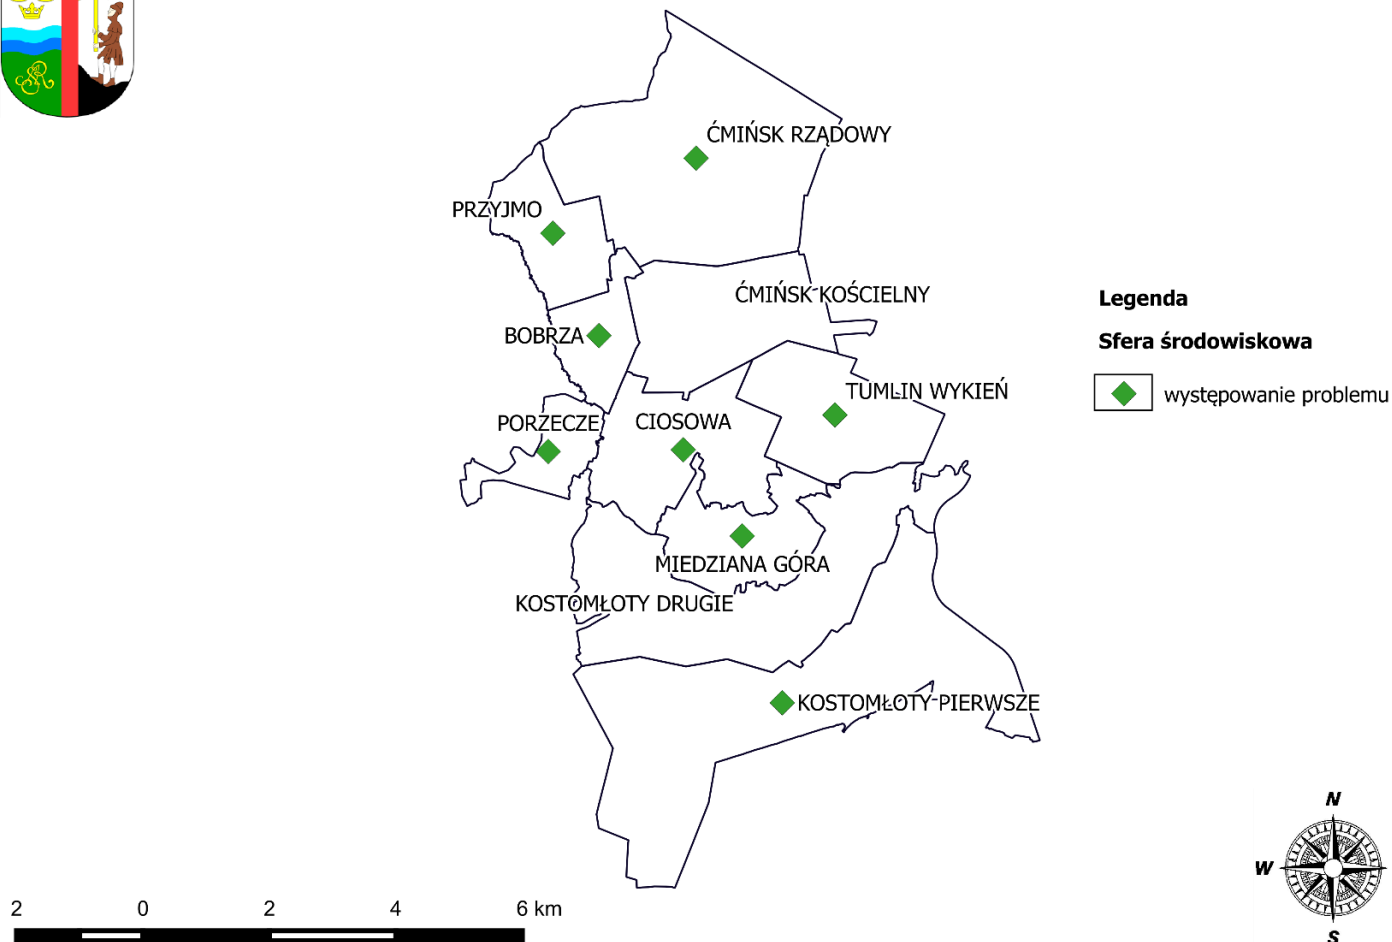 ĆMIŃSK RZĄDOWY
PRZYJMO
ĆMIŃSK KOŚCIELNY
BOBRZA
TUMLIN WYKIEŃ
PORZECZE
CIOSOWA
MIEDZIANA GÓRA
KOSTOMŁOTY DRUGIE
KOSTOMŁOTY PIERWSZE
Legenda
Sfera środowiskowa
występowanie problemu
N
W
E
S
2 0 2 4 6 km